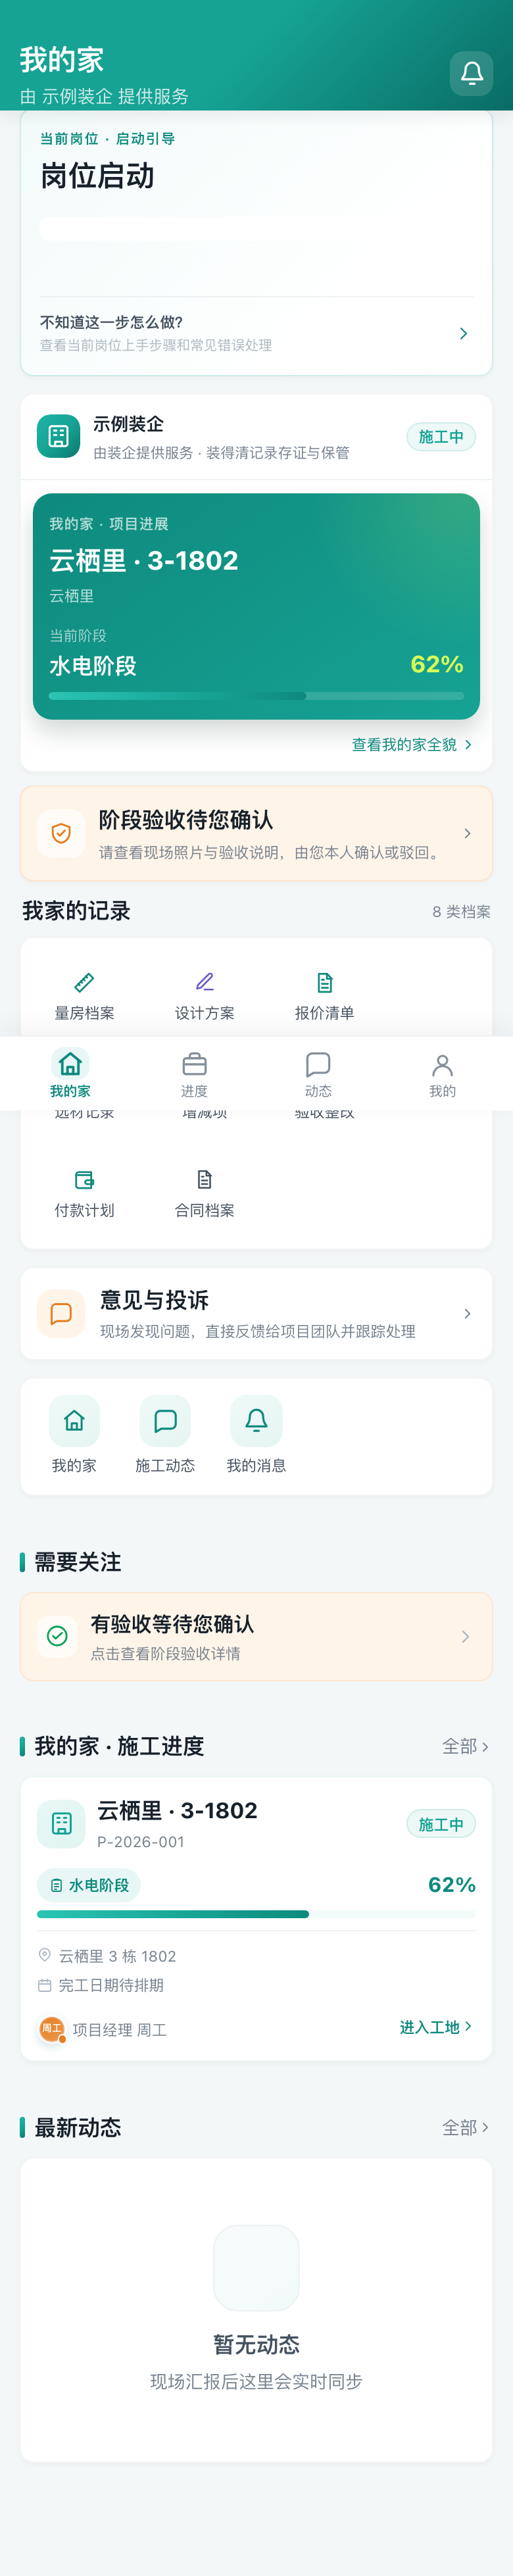 我的家
由 示例装企 提供服务
当前岗位 · 启动引导
岗位启动
不知道这一步怎么做?
查看当前岗位上手步骤和常见错误处理
示例装企
由装企提供服务 · 装得清记录存证与保管
施工中
我的家 · 项目进展
云栖里 · 3-1802
云栖里
当前阶段
水电阶段
62%
查看我的家全貌
阶段验收待您确认
请查看现场照片与验收说明，由您本人确认或驳回。
我家的记录
8 类档案
量房档案
设计方案
报价清单
我的家
进度
动态
我的
选材记录
增减项
验收整改
付款计划
合同档案
意见与投诉
现场发现问题，直接反馈给项目团队并跟踪处理
我的家
施工动态
我的消息
需要关注
有验收等待您确认
点击查看阶段验收详情
我的家 · 施工进度
全部
云栖里 · 3-1802
P-2026-001
施工中
水电阶段
62%
云栖里 3 栋 1802
完工日期待排期
周工
项目经理 周工
进入工地
最新动态
全部
暂无动态
现场汇报后这里会实时同步